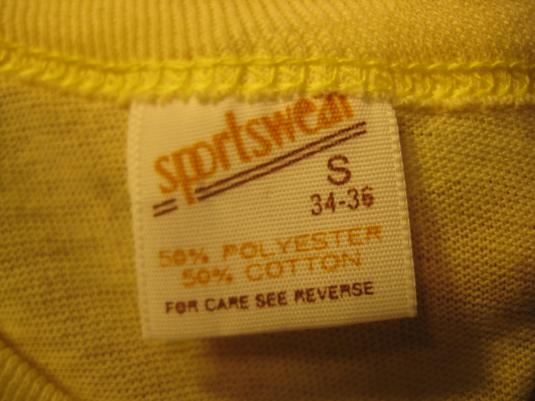 sportswear
S
34-36
50% POLYESTER
50% COTTON
FOR CARE SEE REVERSE